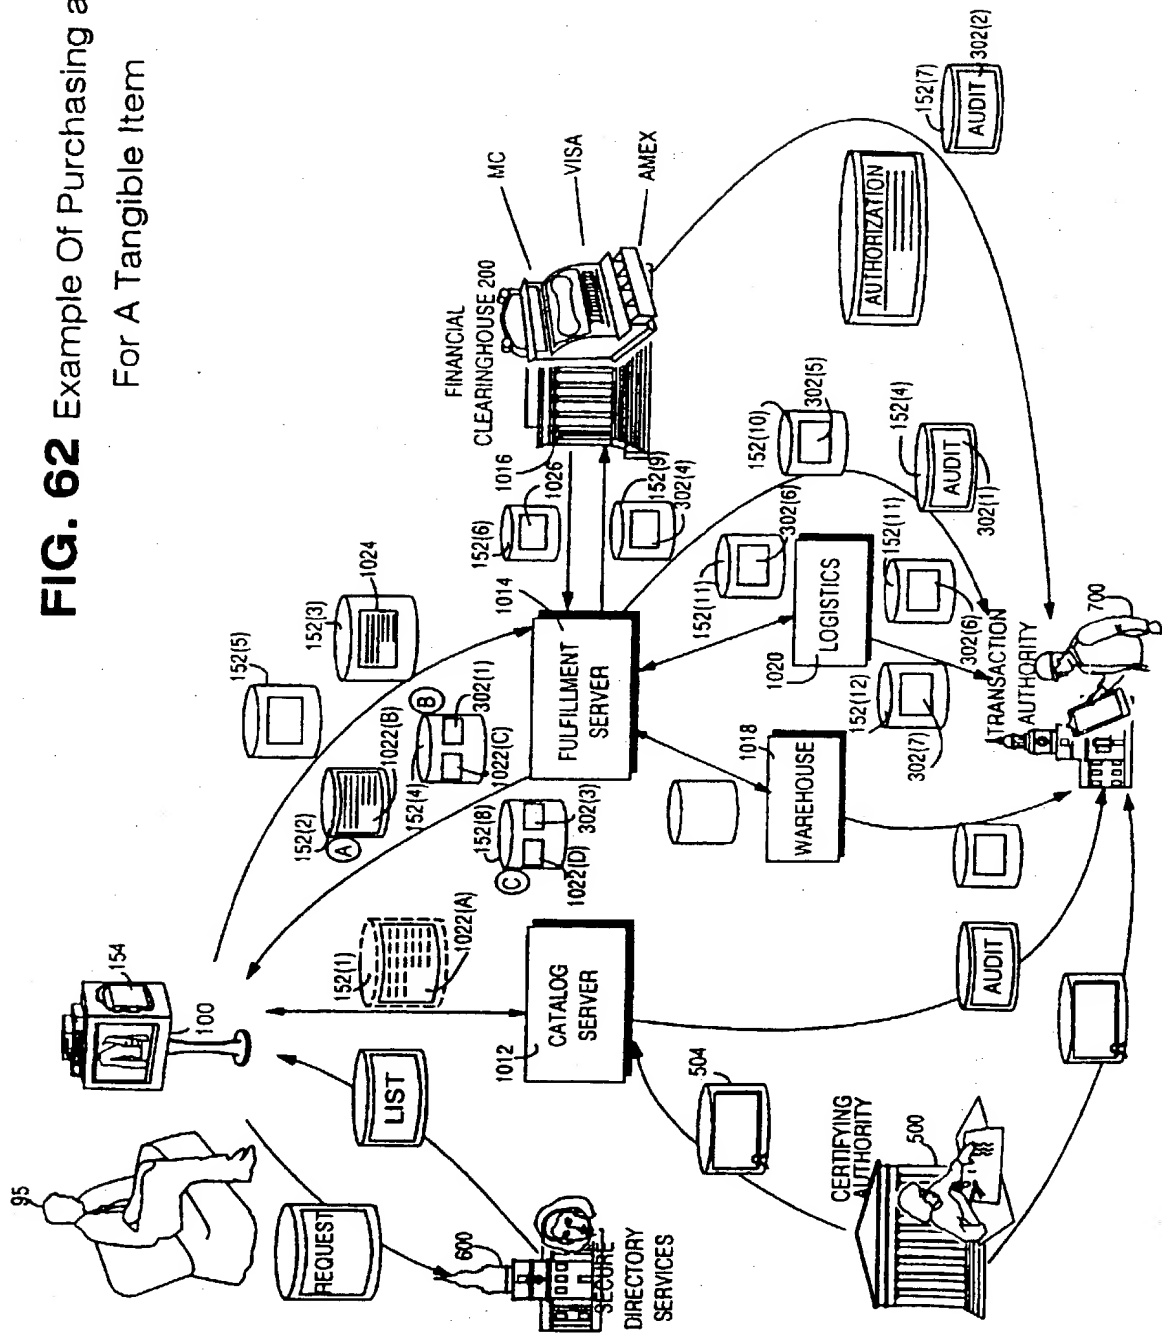 FIG. 62 Example Of Purchasing a
For A Tangible Item
95
REQUEST
600
SECURE
DIRECTORY
SERVICES
LIST
154
100
152(1)
1022(A)
CATALOG
SERVER
1012
504
CERTIFYING
AUTHORITY
500
AUDIT
152(5)
152(3)
1024
152(2)
A
1022(B)
152(4)
B
302(1)
1022(C)
152(8)
C
302(3)
1022(D)
1014
FULFILLMENT
SERVER
WAREHOUSE
1018
LOGISTICS
1020
152(11)
302(6)
152(6)
1026
1016
152(9)
302(4)
FINANCIAL
CLEARINGHOUSE 200
MC
VISA
AMEX
152(10)
302(5)
152(4)
AUDIT
302(1)
152(11)
302(6)
152(12)
302(7)
TRANSACTION
AUTHORITY
700
AUTHORIZATION
152(7)
AUDIT
302(2)